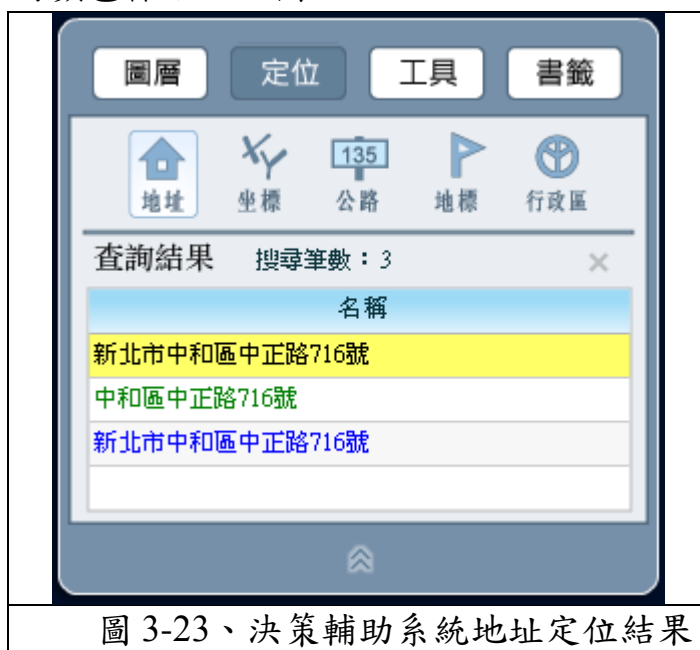 圖層 定位 工具 書籤
135
地址 坐標 公路 地標 行政區
查詢結果 搜尋筆數：3 ×
名稱
新北市中和區中正路716號
中和區中正路716號
新北市中和區中正路716號
圖 3-23、決策輔助系統地址定位結果